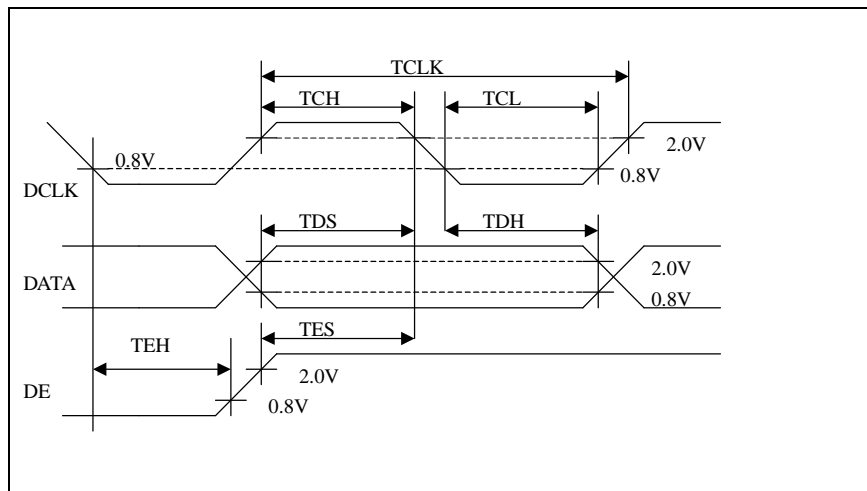 TCLK
TCH
TCL
0.8V
2.0V
0.8V
DCLK
TDS
TDH
2.0V
DATA
0.8V
TES
TEH
2.0V
DE
0.8V